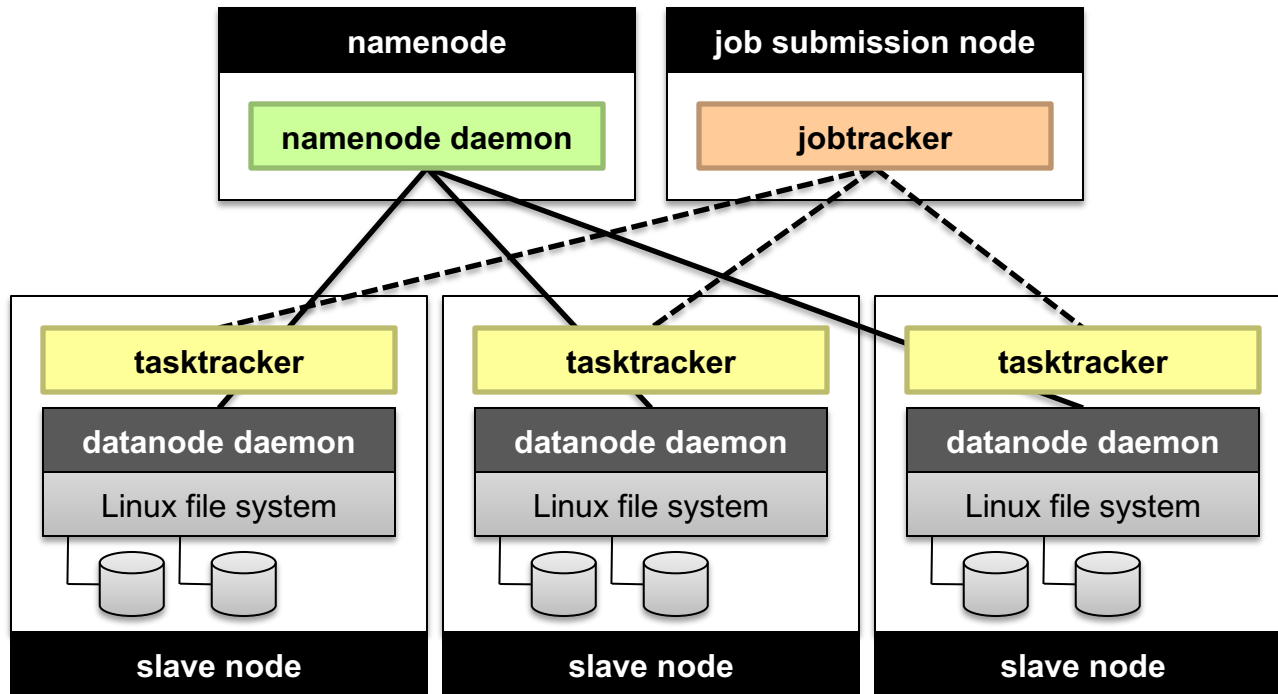 namenode
job submission node
namenode daemon
jobtracker
tasktracker
tasktracker
tasktracker
datanode daemon
datanode daemon
datanode daemon
Linux file system
Linux file system
Linux file system
slave node
slave node
slave node